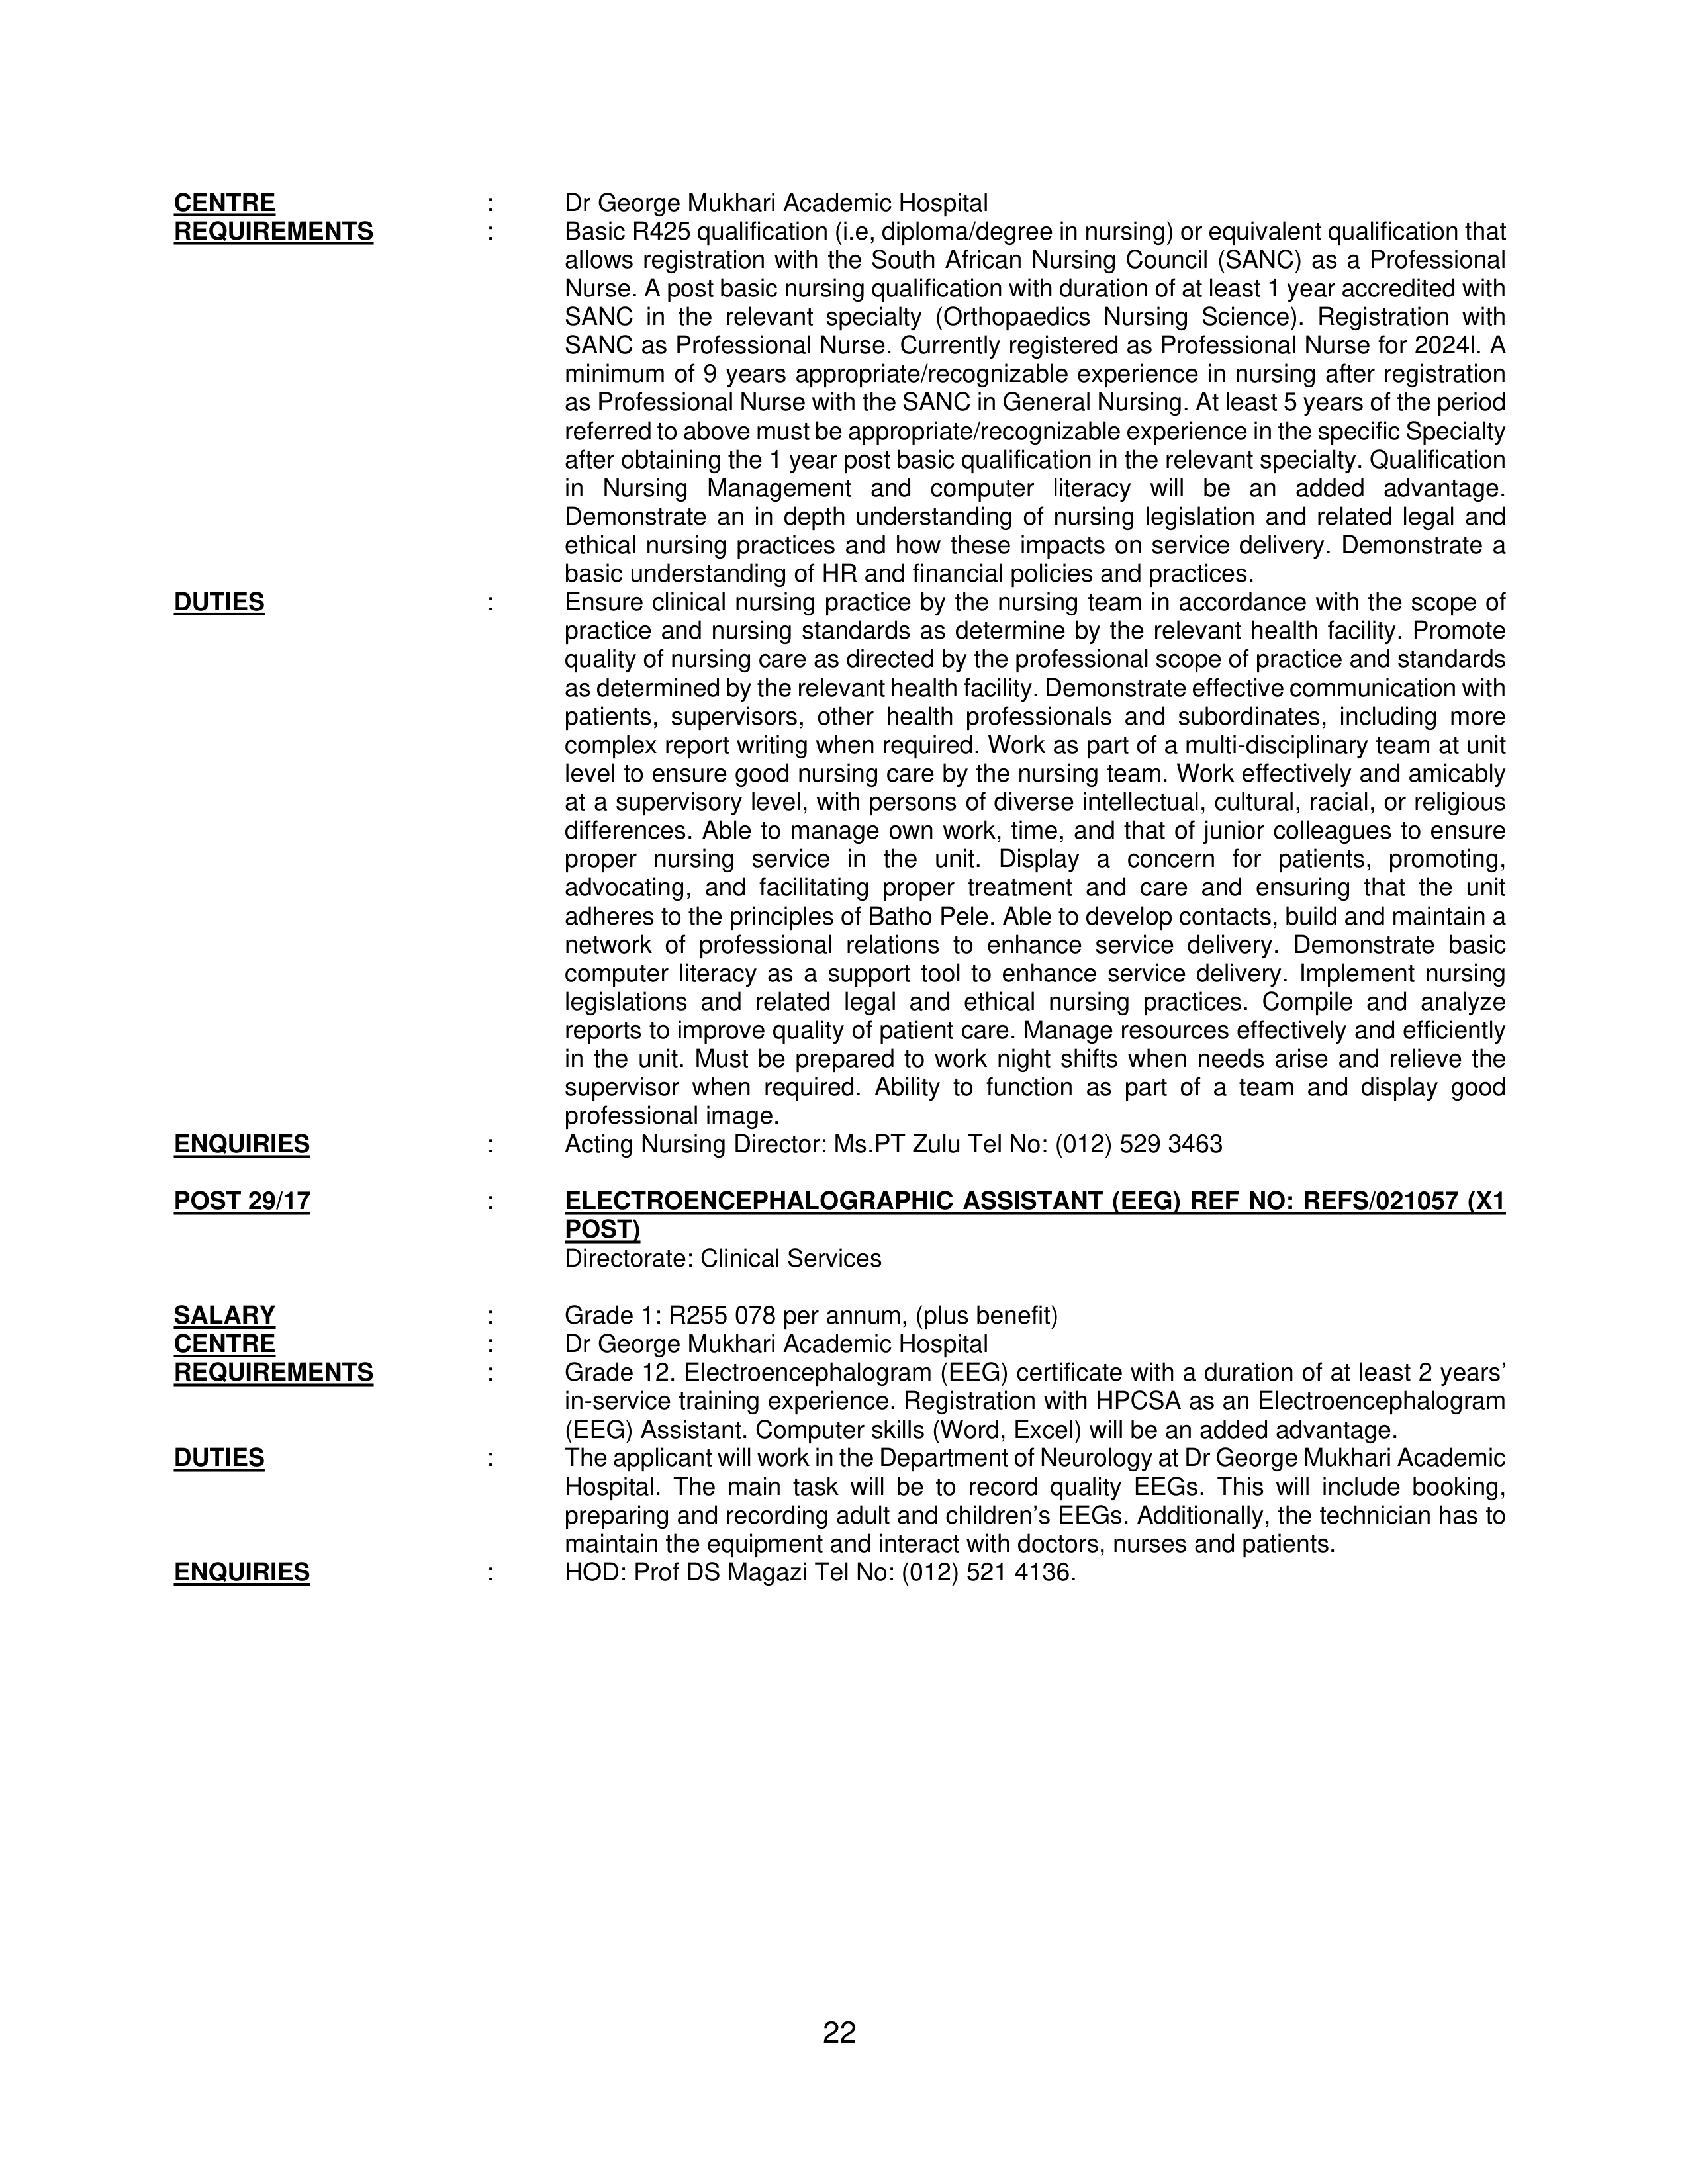 CENTRE : Dr George Mukhari Academic Hospital
REQUIREMENTS : Basic R425 qualification (i.e, diploma/degree in nursing) or equivalent qualification that
allows registration with the South African Nursing Council (SANC) as a Professional
Nurse. A post basic nursing qualification with duration of at least 1 year accredited with
SANC in the relevant specialty (Orthopaedics Nursing Science). Registration with
SANC as Professional Nurse. Currently registered as Professional Nurse for 2024l. A
minimum of 9 years appropriate/recognizable experience in nursing after registration
as Professional Nurse with the SANC in General Nursing. At least 5 years of the period
referred to above must be appropriate/recognizable experience in the specific Specialty
after obtaining the 1 year post basic qualification in the relevant specialty. Qualification
in Nursing Management and computer literacy will be an added advantage.
Demonstrate an in depth understanding of nursing legislation and related legal and
ethical nursing practices and how these impacts on service delivery. Demonstrate a
basic understanding of HR and financial policies and practices.
DUTIES : Ensure clinical nursing practice by the nursing team in accordance with the scope of
practice and nursing standards as determine by the relevant health facility. Promote
quality of nursing care as directed by the professional scope of practice and standards
as determined by the relevant health facility. Demonstrate effective communication with
patients, supervisors, other health professionals and subordinates, including more
complex report writing when required. Work as part of a multi-disciplinary team at unit
level to ensure good nursing care by the nursing team. Work effectively and amicably
at a supervisory level, with persons of diverse intellectual, cultural, racial, or religious
differences. Able to manage own work, time, and that of junior colleagues to ensure
proper nursing service in the unit. Display a concern for patients, promoting,
advocating, and facilitating proper treatment and care and ensuring that the unit
adheres to the principles of Batho Pele. Able to develop contacts, build and maintain a
network of professional relations to enhance service delivery. Demonstrate basic
computer literacy as a support tool to enhance service delivery. Implement nursing
legislations and related legal and ethical nursing practices. Compile and analyze
reports to improve quality of patient care. Manage resources effectively and efficiently
in the unit. Must be prepared to work night shifts when needs arise and relieve the
supervisor when required. Ability to function as part of a team and display good
professional image.
ENQUIRIES : Acting Nursing Director: Ms.PT Zulu Tel No: (012) 529 3463
POST 29/17 : ELECTROENCEPHALOGRAPHIC ASSISTANT (EEG) REF NO: REFS/021057 (X1
POST)
Directorate: Clinical Services
SALARY : Grade 1: R255 078 per annum, (plus benefit)
CENTRE : Dr George Mukhari Academic Hospital
REQUIREMENTS : Grade 12. Electroencephalogram (EEG) certificate with a duration of at least 2 years’
in-service training experience. Registration with HPCSA as an Electroencephalogram
(EEG) Assistant. Computer skills (Word, Excel) will be an added advantage.
DUTIES : The applicant will work in the Department of Neurology at Dr George Mukhari Academic
Hospital. The main task will be to record quality EEGs. This will include booking,
preparing and recording adult and children’s EEGs. Additionally, the technician has to
maintain the equipment and interact with doctors, nurses and patients.
ENQUIRIES : HOD: Prof DS Magazi Tel No: (012) 521 4136.
22